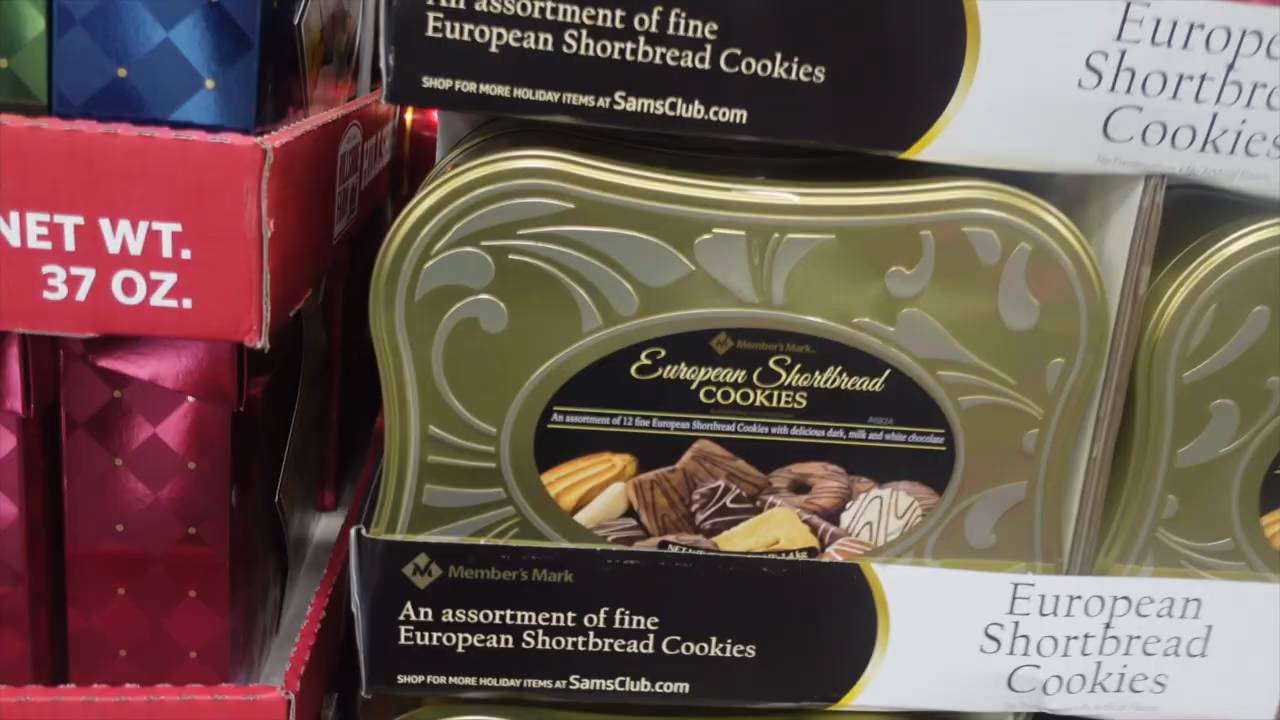 An assortment of fine
European Shortbread Cookies
SHOP FOR MORE HOLIDAY ITEMS AT SamsClub.com
Shortbre
Cookies
NET WT.
37 OZ.
Member's Mark
European Shortbread
COOKIES
An assortment of 12 fine European Shortbread Cookies with delicious dark, milk and white chocolate
Member's Mark
An assortment of fine
European Shortbread Cookies
SHOP FOR MORE HOLIDAY ITEMS AT SamsClub.com
European
Shortbread
Cookies